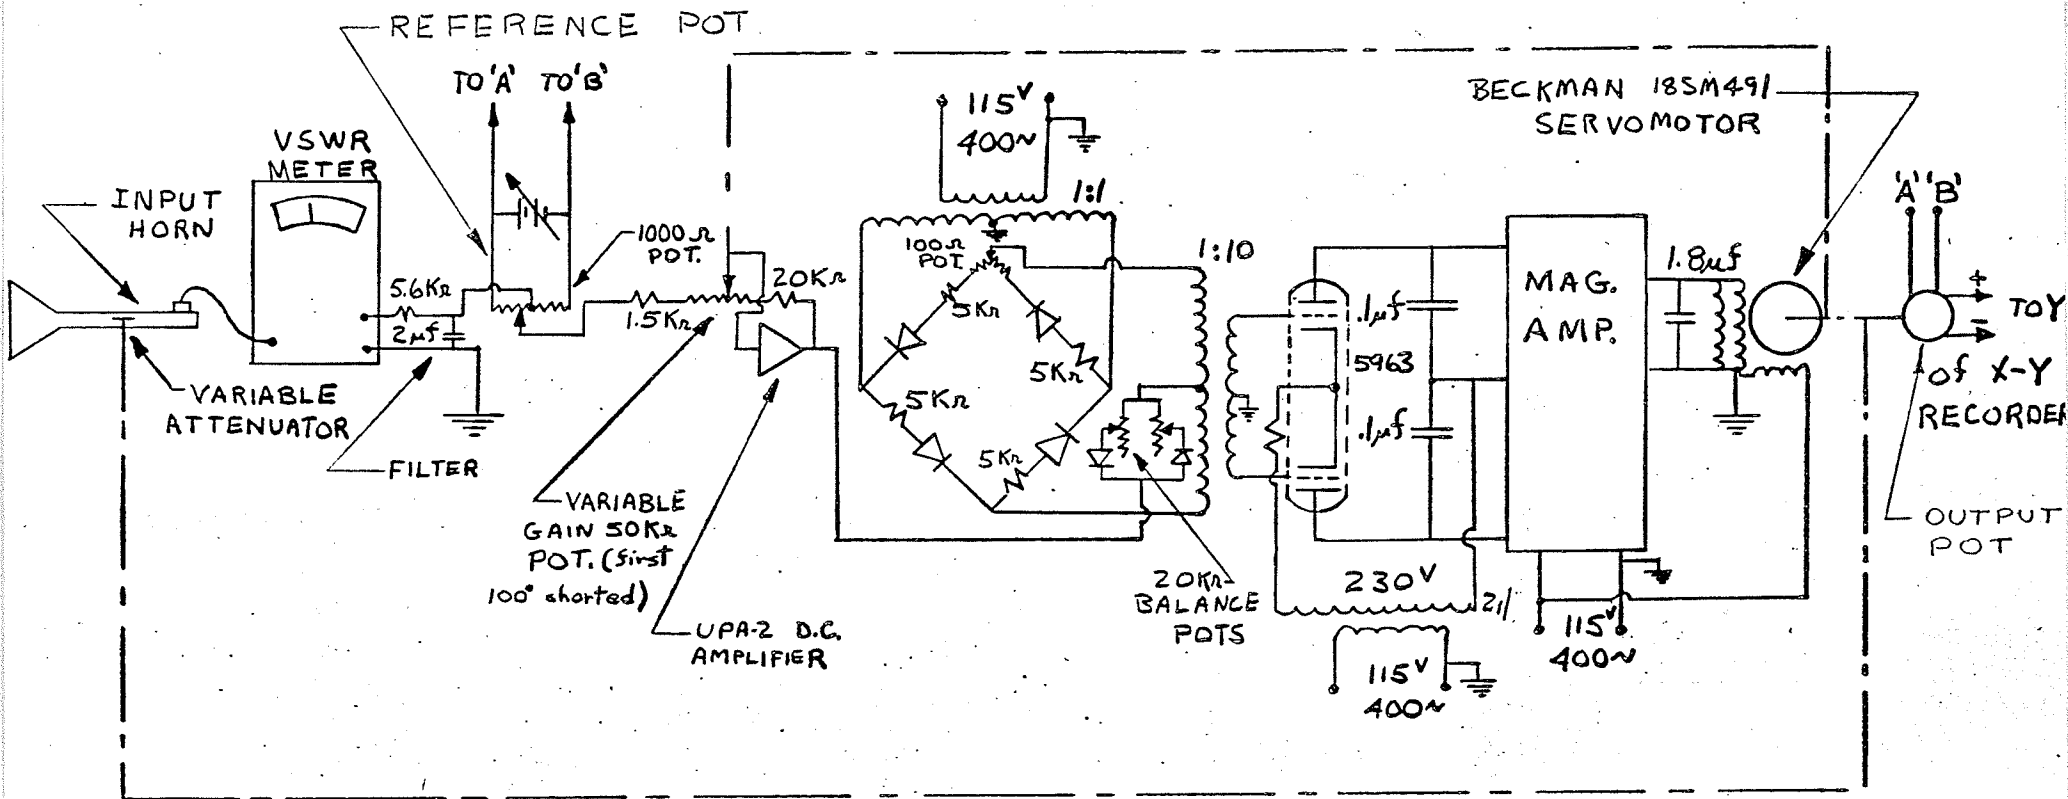 REFERENCE POT
TO 'A' TO 'B'
VSWR
METER
INPUT
HORN
5.6KΩ
2μf
VARIABLE
ATTENUATOR
FILTER
1000Ω
POT.
1.5KΩ
20KΩ
VARIABLE
GAIN 50KΩ
POT. (first
100° shorted)
UPA-2 D.C.
AMPLIFIER
115V
400~
1:1
100Ω
POT
5KΩ
5KΩ
5KΩ
5KΩ
1:10
20KΩ
BALANCE
POTS
5963
.1μf
.1μf
230V
2:1
115V
400~
MAG.
AMP.
115V
400~
1.8μf
BECKMAN 18SM491
SERVOMOTOR
'A' 'B'
+
-
TO Y
of X-Y
RECORDER
OUTPUT
POT